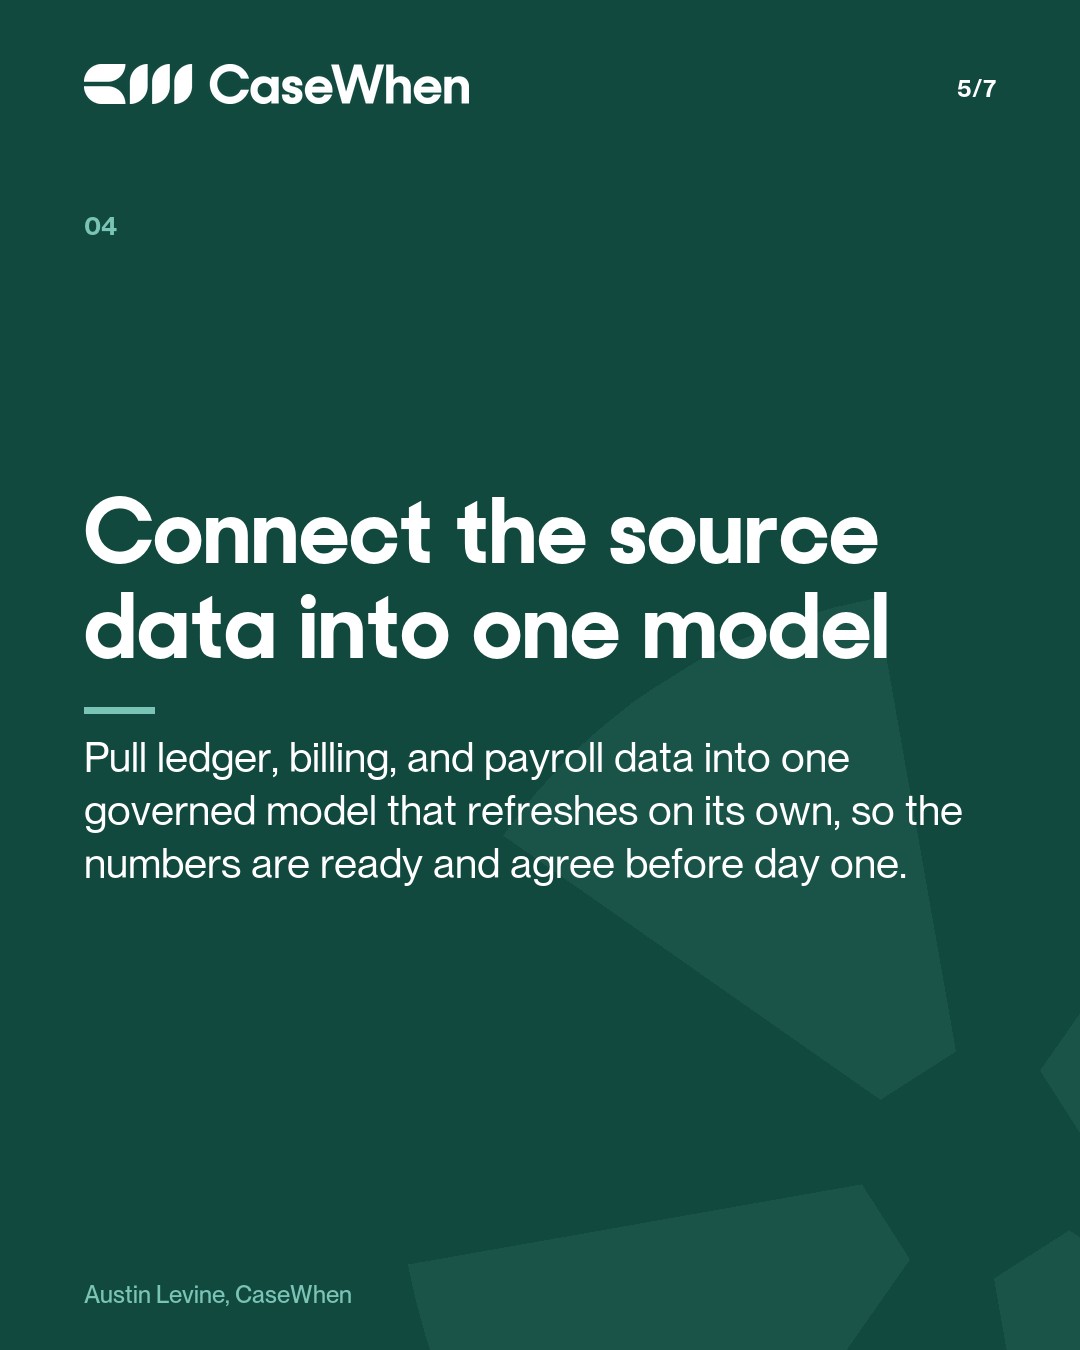 CaseWhen
5/7
04
Connect the source
data into one model
Pull ledger, billing, and payroll data into one
governed model that refreshes on its own, so the
numbers are ready and agree before day one.
Austin Levine, CaseWhen